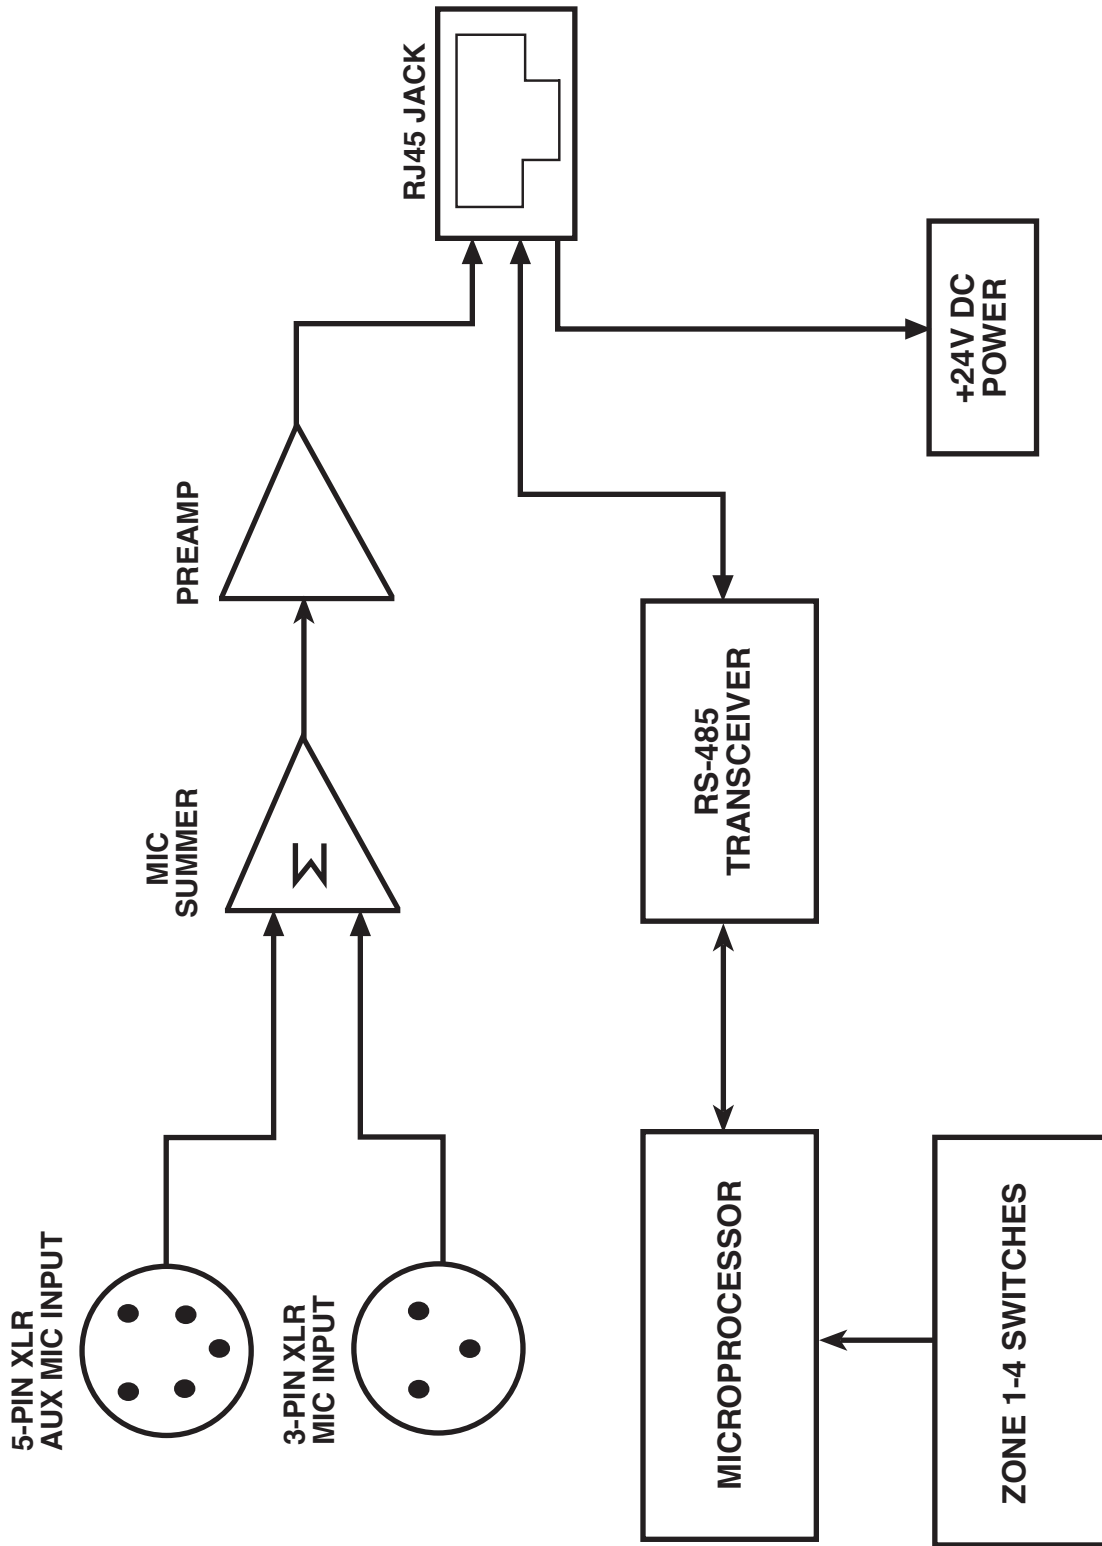 5-PIN XLR
AUX MIC INPUT
3-PIN XLR
MIC INPUT
MIC
SUMMER
Σ
PREAMP
RJ45 JACK
MICROPROCESSOR
RS-485
TRANSCEIVER
+24V DC
POWER
ZONE 1-4 SWITCHES